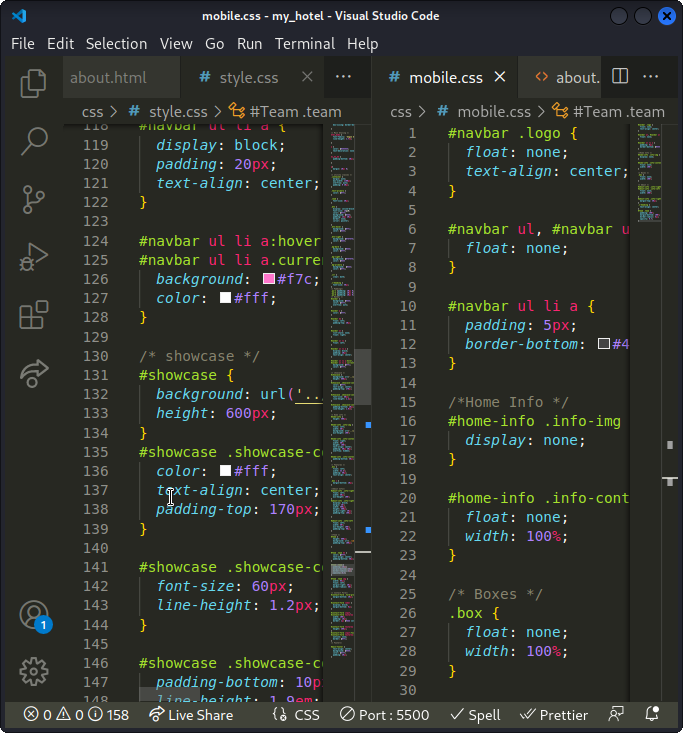 mobile.css - my_hotel - Visual Studio Code
File Edit Selection View Go Run Terminal Help
about.html # style.css ...
css > # style.css > #Team .team
118 #navbar ul li a {
119 display: block;
120 padding: 20px;
121 text-align: center;
122 }
123
124 #navbar ul li a:hover
125 #navbar ul li a.curre
126 background: #f7c;
127 color: #fff;
128 }
129
130 /* showcase */
131 #showcase {
132 background: url('..
133 height: 600px;
134 }
135 #showcase .showcase-c
136 color: #fff;
137 text-align: center;
138 padding-top: 170px;
139 }
140
141 #showcase .showcase-c
142 font-size: 60px;
143 line-height: 1.2px;
144 }
145
146 #showcase .showcase-c
147 padding-bottom: 10p
148 line-height: 1.9em;
# mobile.css <> about. ...
css > # mobile.css > #Team .team
1 #navbar .logo {
2 float: none;
3 text-align: center;
4 }
5
6 #navbar ul, #navbar u
7 float: none;
8 }
9
10 #navbar ul li a {
11 padding: 5px;
12 border-bottom: #4
13 }
14
15 /*Home Info */
16 #home-info .info-img
17 display: none;
18 }
19
20 #home-info .info-cont
21 float: none;
22 width: 100%;
23 }
24
25 /* Boxes */
26 .box {
27 float: none;
28 width: 100%;
29 }
30
1
0 0 158 Live Share {} CSS Port : 5500 Spell Prettier